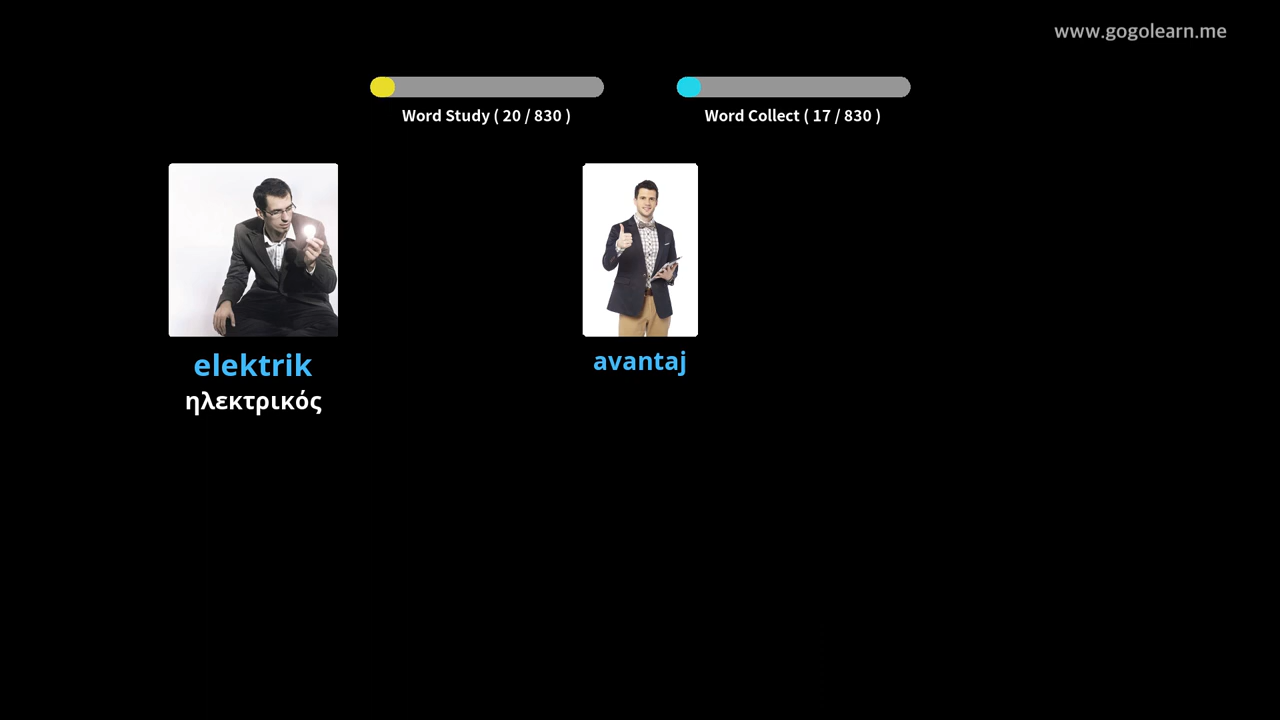 www.gogolearn.me
Word Study ( 20 / 830 )
Word Collect ( 17 / 830 )
elektrik
ηλεκτρικός
avantaj